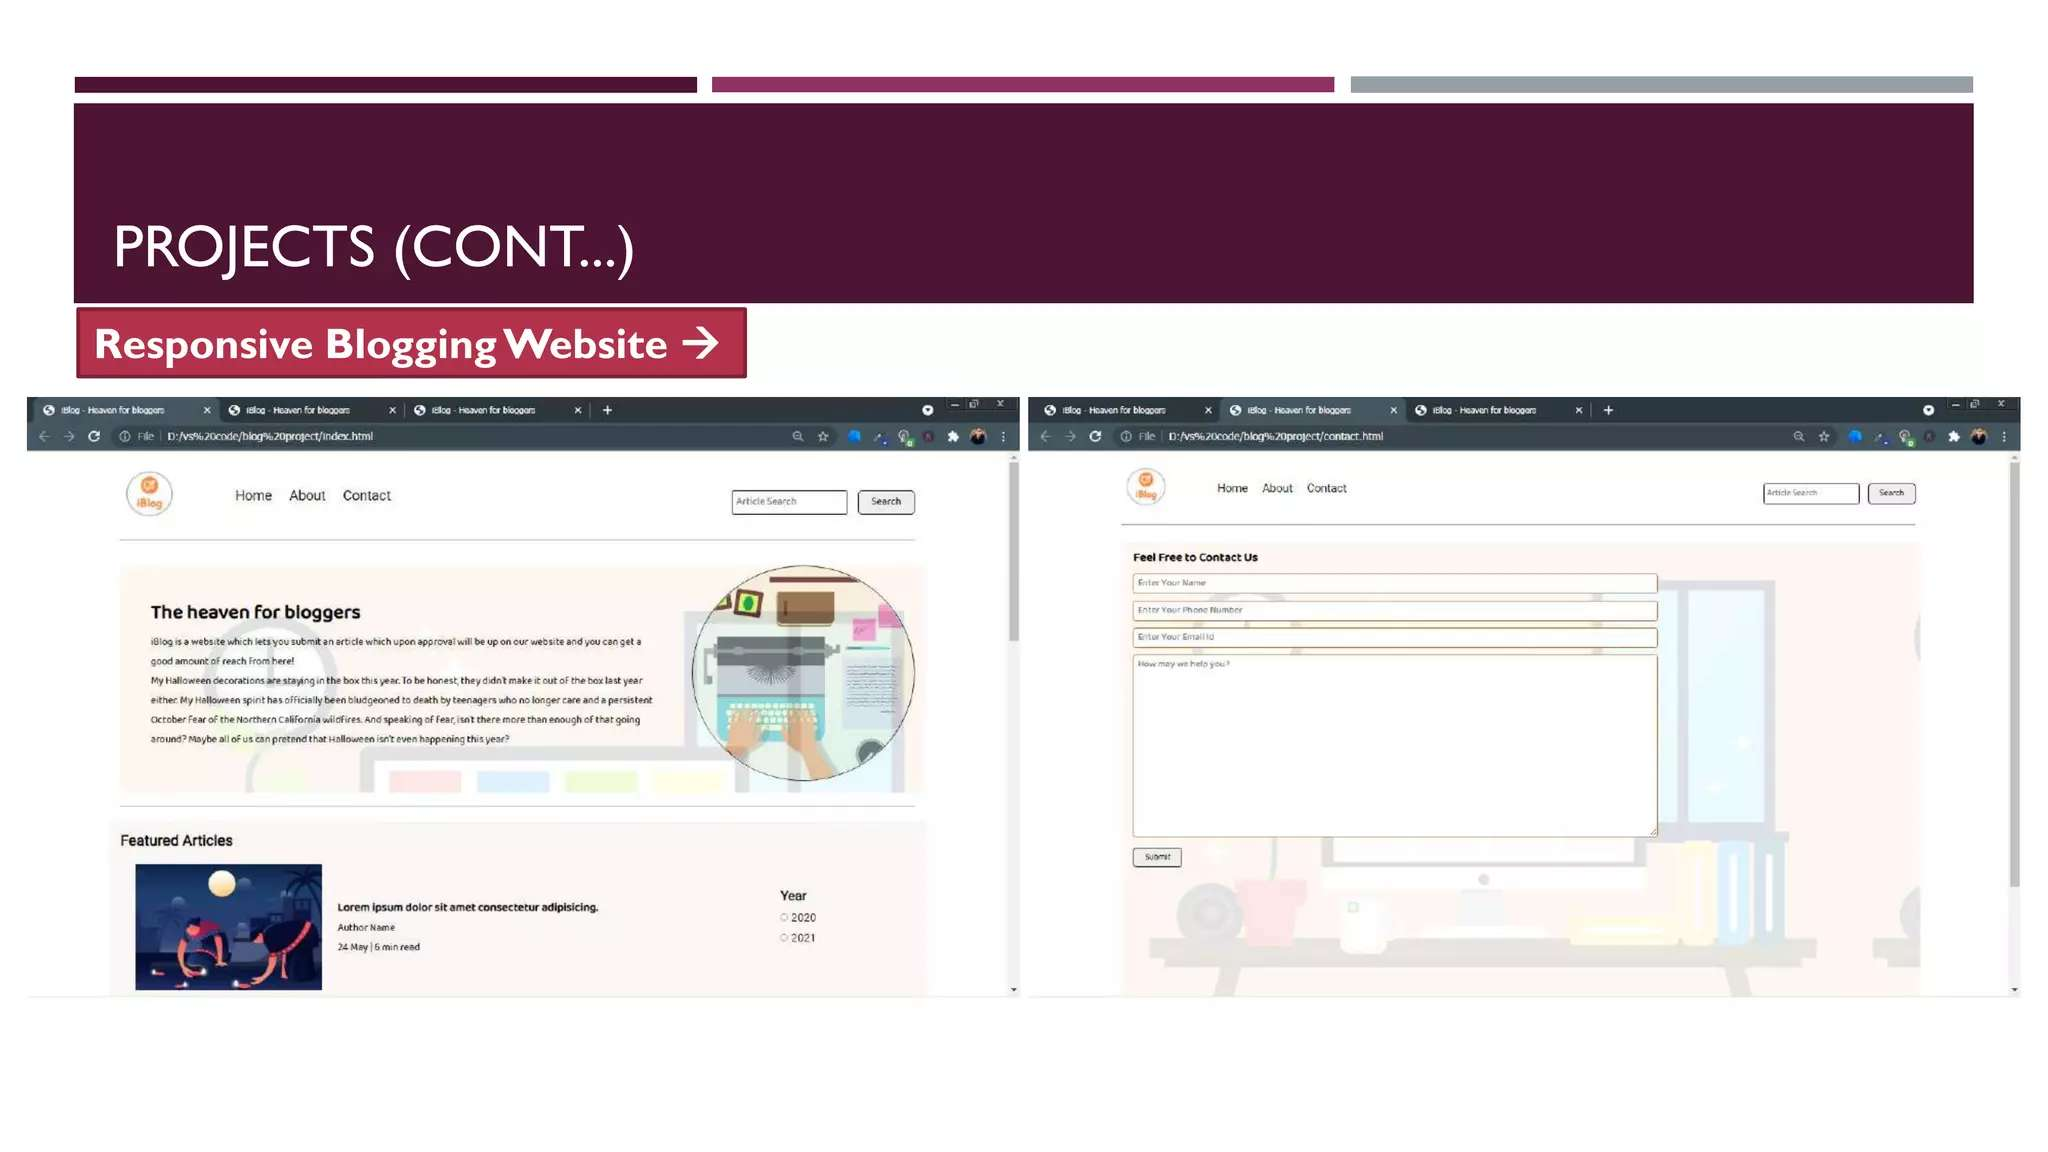 PROJECTS (CONT...)
Responsive Blogging Website →
iBlog - Heaven for bloggers
iBlog - Heaven for bloggers
iBlog - Heaven for bloggers
File | D:/vs%20code/blog%20project/index.html
iBlog
Home About Contact
Article Search
Search
The heaven for bloggers
iBlog is a website which lets you submit an article which upon approval will be up on our website and you can get a
good amount of reach from here!
My Halloween decorations are staying in the box this year. To be honest, they didn't make it out of the box last year
either. My Halloween spirit has officially been bludgeoned to death by teenagers who no longer care and a persistent
October fear of the Northern California wildfires. And speaking of fear, isn't there more than enough of that going
around? Maybe all of us can pretend that Halloween isn't even happening this year?
Featured Articles
Lorem ipsum dolor sit amet consectetur adipisicing.
Author Name
24 May | 6 min read
Year
2020
2021
iBlog - Heaven for bloggers
iBlog - Heaven for bloggers
iBlog - Heaven for bloggers
File | D:/vs%20code/blog%20project/contact.html
iBlog
Home About Contact
Article Search
Search
Feel Free to Contact Us
Enter Your Name
Enter Your Phone Number
Enter Your Email Id
How may we help you?
Submit